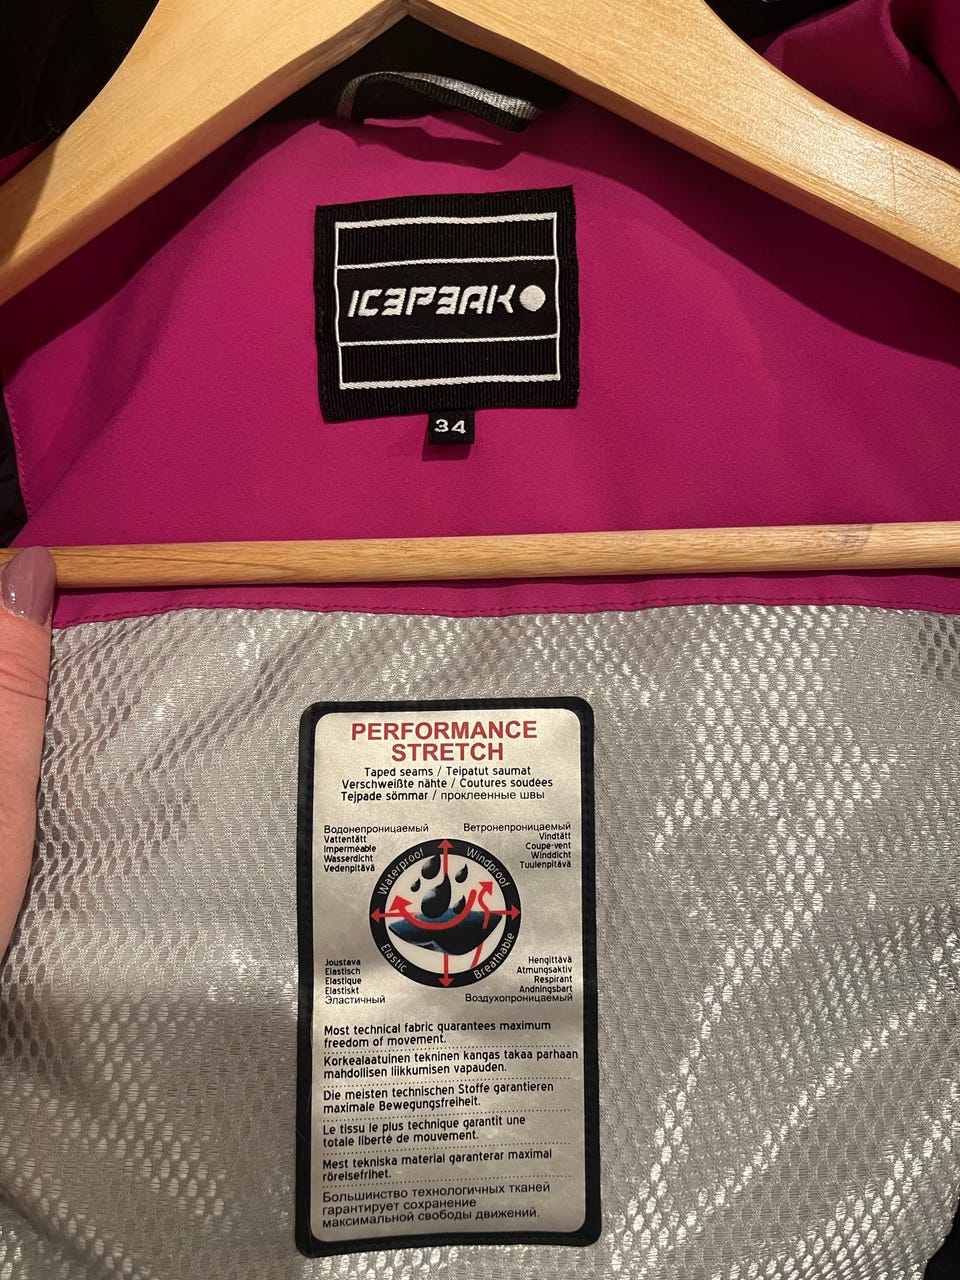 ICEPEAK
34
PERFORMANCE
STRETCH
Taped seams / Teipatut saumat
Verschweißte nähte / Coutures soudées
Tejpade sömmar / проклеенные швы
Водонепроницаемый
Vattentätt
Imperméable
Wasserdicht
Vedenpitävä
Ветронепроницаемый
Vindtätt
Coupe-vent
Winddicht
Tuulenpitävä
Waterproof
Windproof
Elastic
Breathable
Joustava
Elastisch
Elastique
Elastiskt
Эластичный
Hengittävä
Atmungsaktiv
Respirant
Andningsbart
Воздухопроницаемый
Most technical fabric quarantees maximum
freedom of movement.
Korkealaatuinen tekninen kangas takaa parhaan
mahdollisen liikkumisen vapauden.
Die meisten technischen Stoffe garantieren
maximale Bewegungsfreiheit.
Le tissu le plus technique garantit une
totale liberté de mouvement.
Mest tekniska material garanterar maximal
rörelsefrihet.
Большинство технологичных тканей
гарантирует сохранение
максимальной свободы движений.